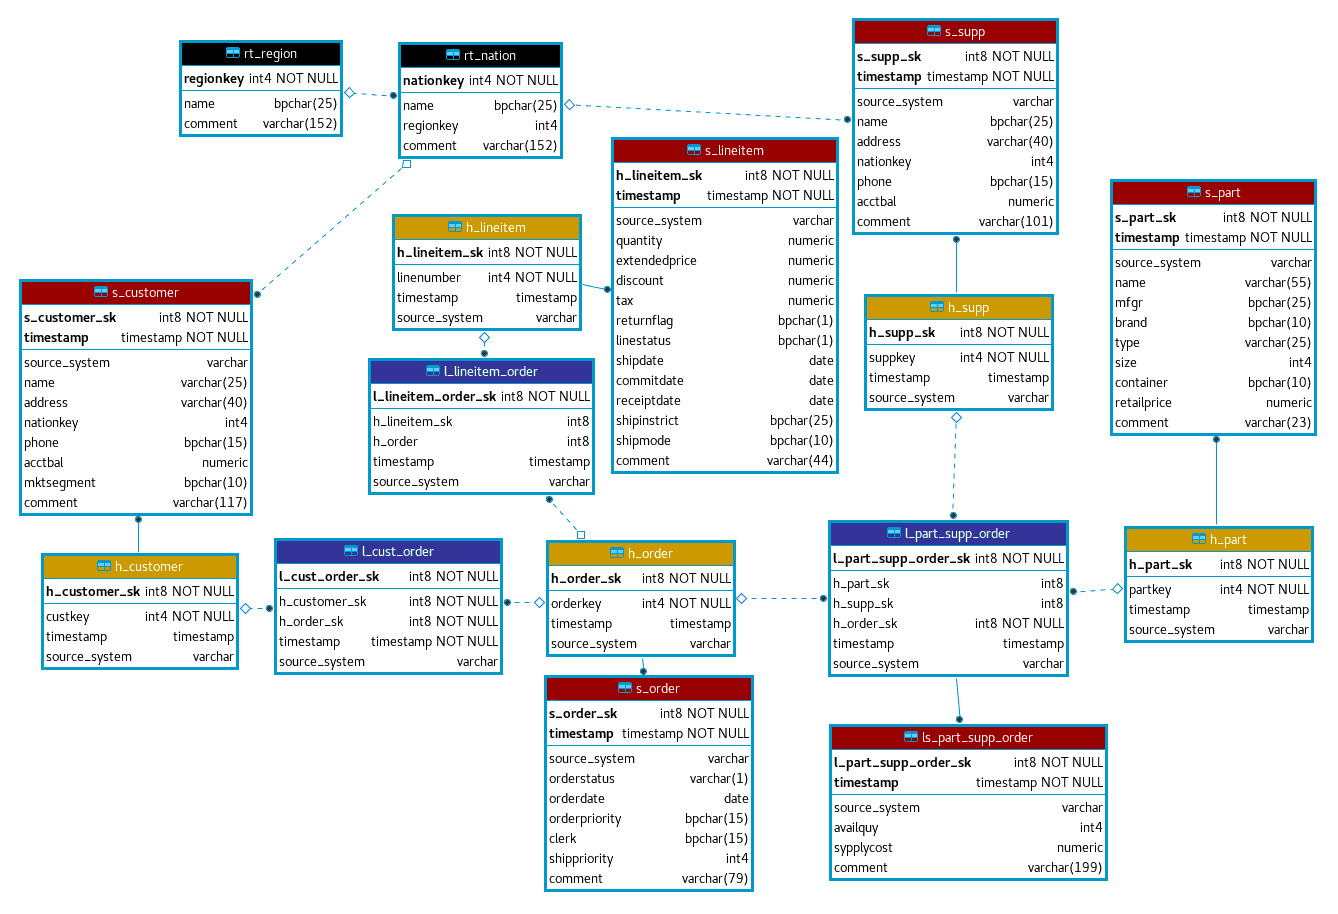 rt_region
regionkey int4 NOT NULL
name bpchar(25)
comment varchar(152)
rt_nation
nationkey int4 NOT NULL
name bpchar(25)
regionkey int4
comment varchar(152)
s_supp
s_supp_sk int8 NOT NULL
timestamp timestamp NOT NULL
source_system varchar
name bpchar(25)
address varchar(40)
nationkey int4
phone bpchar(15)
acctbal numeric
comment varchar(101)
s_lineitem
h_lineitem_sk int8 NOT NULL
timestamp timestamp NOT NULL
source_system varchar
quantity numeric
extendedprice numeric
discount numeric
tax numeric
returnflag bpchar(1)
linestatus bpchar(1)
shipdate date
commitdate date
receiptdate date
shipinstrict bpchar(25)
shipmode bpchar(10)
comment varchar(44)
s_part
s_part_sk int8 NOT NULL
timestamp timestamp NOT NULL
source_system varchar
name varchar(55)
mfgr bpchar(25)
brand bpchar(10)
type varchar(25)
size int4
container bpchar(10)
retailprice numeric
comment varchar(23)
h_lineitem
h_lineitem_sk int8 NOT NULL
linenumber int4 NOT NULL
timestamp timestamp
source_system varchar
s_customer
s_customer_sk int8 NOT NULL
timestamp timestamp NOT NULL
source_system varchar
name varchar(25)
address varchar(40)
nationkey int4
phone bpchar(15)
acctbal numeric
mktsegment bpchar(10)
comment varchar(117)
h_supp
h_supp_sk int8 NOT NULL
suppkey int4 NOT NULL
timestamp timestamp
source_system varchar
l_lineitem_order
l_lineitem_order_sk int8 NOT NULL
h_lineitem_sk int8
h_order int8
timestamp timestamp
source_system varchar
h_customer
h_customer_sk int8 NOT NULL
custkey int4 NOT NULL
timestamp timestamp
source_system varchar
l_cust_order
l_cust_order_sk int8 NOT NULL
h_customer_sk int8 NOT NULL
h_order_sk int8 NOT NULL
timestamp timestamp NOT NULL
source_system varchar
h_order
h_order_sk int8 NOT NULL
orderkey int4 NOT NULL
timestamp timestamp
source_system varchar
l_part_supp_order
l_part_supp_order_sk int8 NOT NULL
h_part_sk int8
h_supp_sk int8
h_order_sk int8 NOT NULL
timestamp timestamp
source_system varchar
h_part
h_part_sk int8 NOT NULL
partkey int4 NOT NULL
timestamp timestamp
source_system varchar
s_order
s_order_sk int8 NOT NULL
timestamp timestamp NOT NULL
source_system varchar
orderstatus varchar(1)
orderdate date
orderpriority bpchar(15)
clerk bpchar(15)
shippriority int4
comment varchar(79)
ls_part_supp_order
l_part_supp_order_sk int8 NOT NULL
timestamp timestamp NOT NULL
source_system varchar
availquy int4
sypplycost numeric
comment varchar(199)